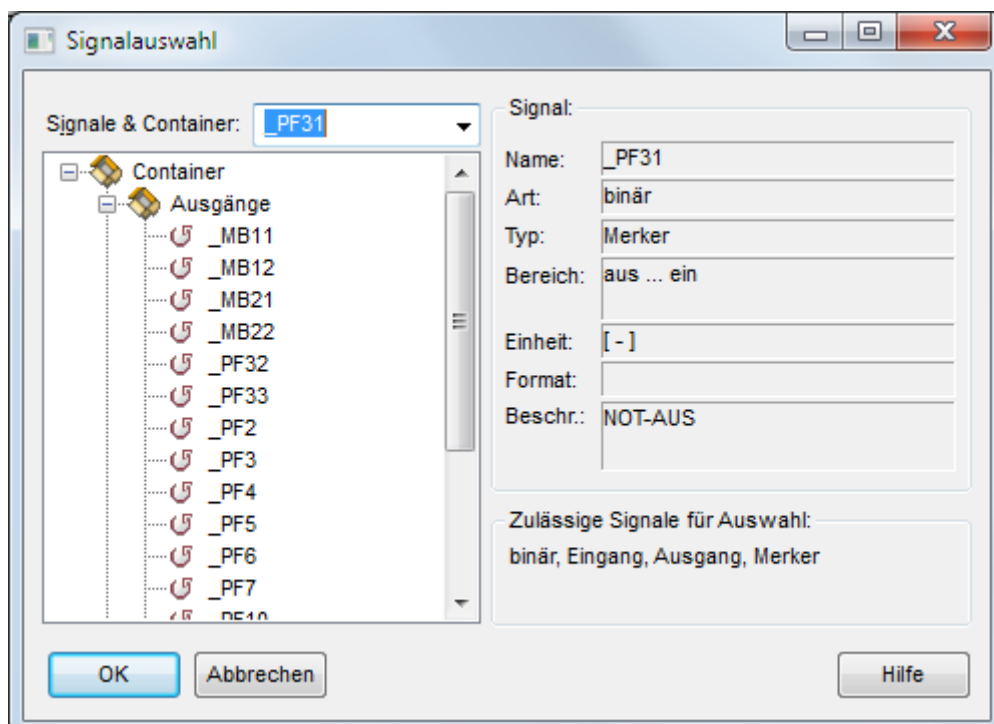 Signalauswahl
Signale & Container: _PF31
Container
Ausgänge
_MB11
_MB12
_MB21
_MB22
_PF32
_PF33
_PF2
_PF3
_PF4
_PF5
_PF6
_PF7
_PF10
Signal:
Name: _PF31
Art: binär
Typ: Merker
Bereich: aus ... ein
Einheit: [ - ]
Format:
Beschr.: NOT-AUS
Zulässige Signale für Auswahl:
binär, Eingang, Ausgang, Merker
OK
Abbrechen
Hilfe